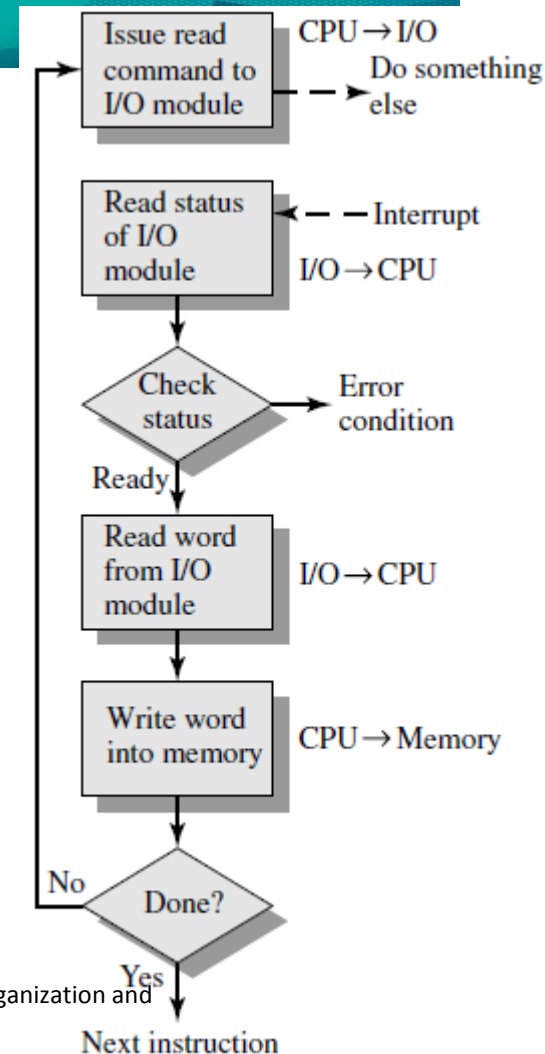 Issue read
command to
I/O module
CPU→I/O
Do something
else
Read status
of I/O
module
Interrupt
I/O→CPU
Check
status
Error
condition
Ready
Read word
from I/O
module
I/O→CPU
Write word
into memory
CPU→Memory
No
Done?
Yes
ganization and
Next instruction